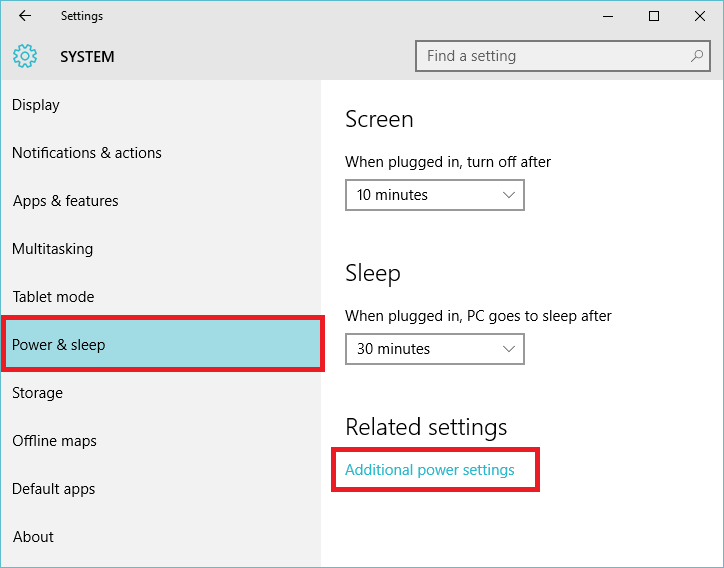 Settings
SYSTEM
Find a setting
Display
Notifications & actions
Apps & features
Multitasking
Tablet mode
Power & sleep
Storage
Offline maps
Default apps
About
Screen
When plugged in, turn off after
10 minutes
Sleep
When plugged in, PC goes to sleep after
30 minutes
Related settings
Additional power settings